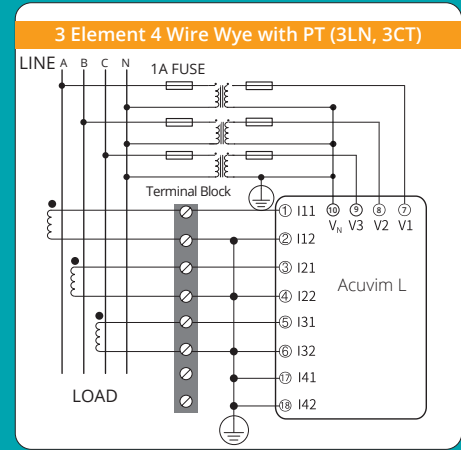 3 Element 4 Wire Wye with PT (3LN, 3CT)
LINE A B C N
1A FUSE
Terminal Block
10 9 8 7
VN V3 V2 V1
1 I11
2 I12
3 I21
Acuvim L
4 I22
5 I31
6 I32
17 I41
18 I42
LOAD